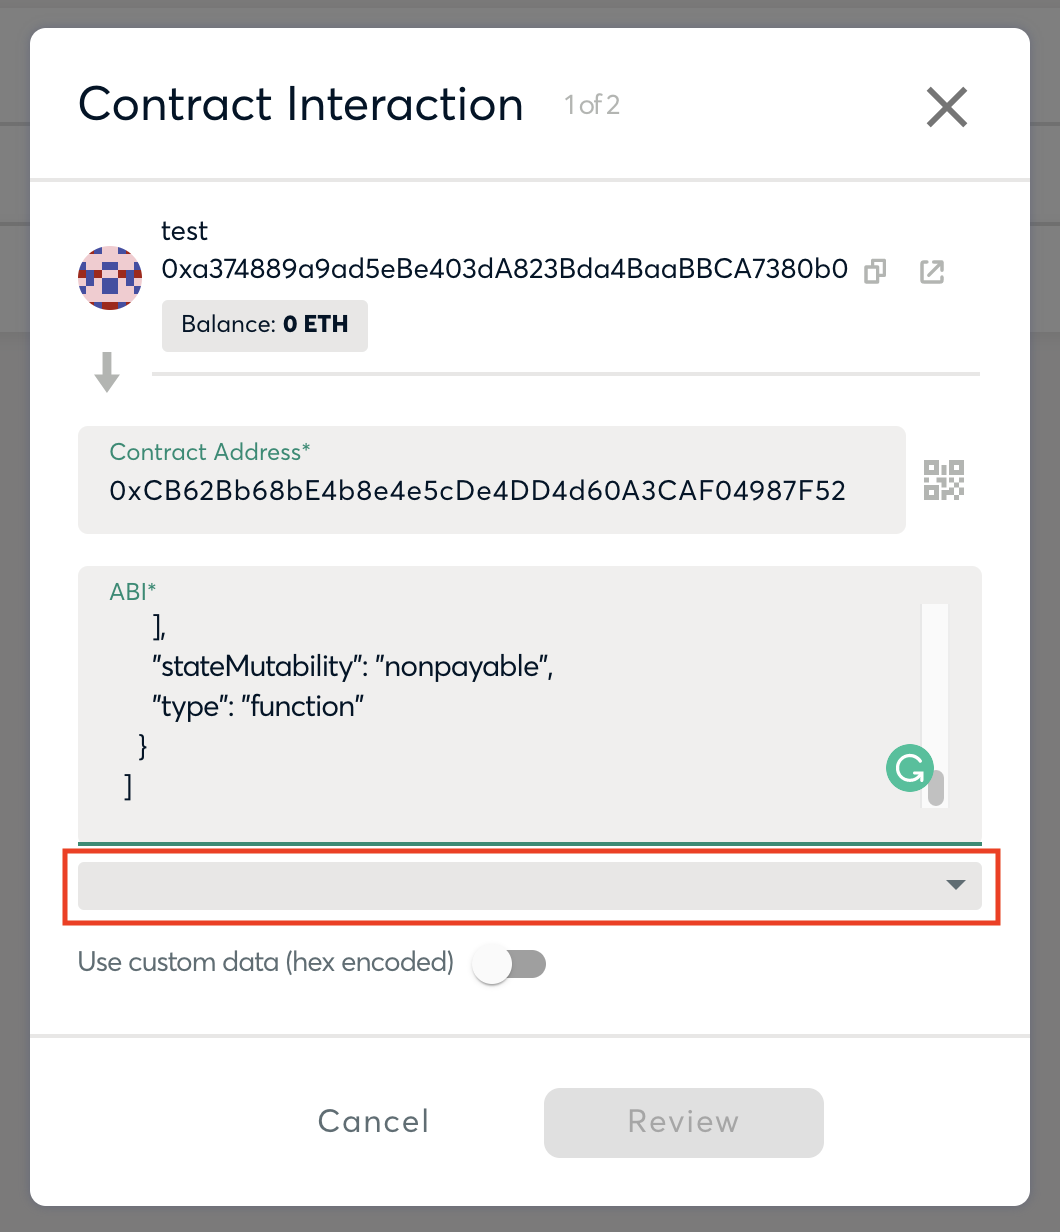 Contract Interaction 1 of 2
test
0xa374889a9ad5eBe403dA823Bda4BaaBBCA7380b0
Balance: 0 ETH
Contract Address*
0xCB62Bb68bE4b8e4e5cDe4DD4d60A3CAF04987F52
ABI*
],
"stateMutability": "nonpayable",
"type": "function"
}
]
Use custom data (hex encoded)
Cancel Review